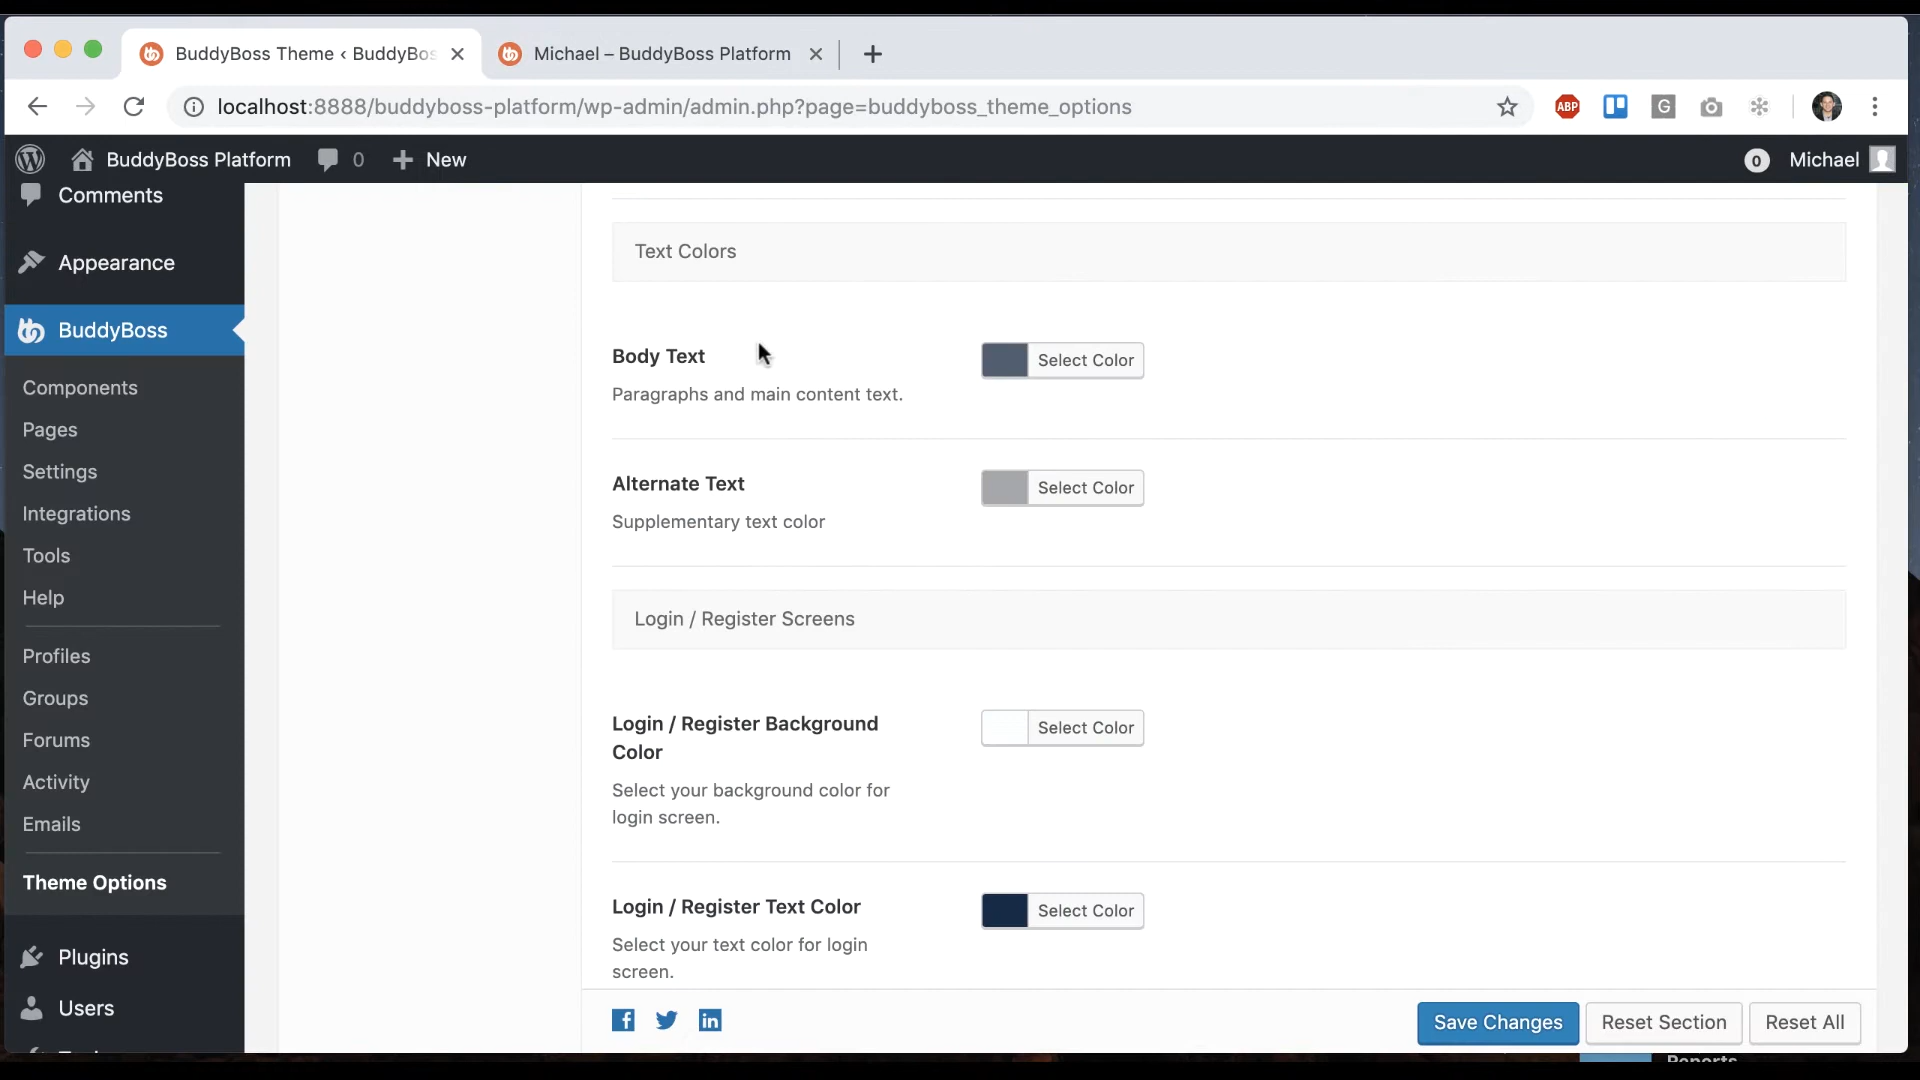 BuddyBoss Theme ‹ BuddyBos
Michael – BuddyBoss Platform
localhost:8888/buddyboss-platform/wp-admin/admin.php?page=buddyboss_theme_options
ABP
G
BuddyBoss Platform
0
New
0
Michael
Comments
Appearance
BuddyBoss
Components
Pages
Settings
Integrations
Tools
Help
Profiles
Groups
Forums
Activity
Emails
Theme Options
Plugins
Users
Text Colors
Body Text
Select Color
Paragraphs and main content text.
Alternate Text
Select Color
Supplementary text color
Login / Register Screens
Login / Register Background
Color
Select Color
Select your background color for
login screen.
Login / Register Text Color
Select Color
Select your text color for login
screen.
Save Changes
Reset Section
Reset All
Reports